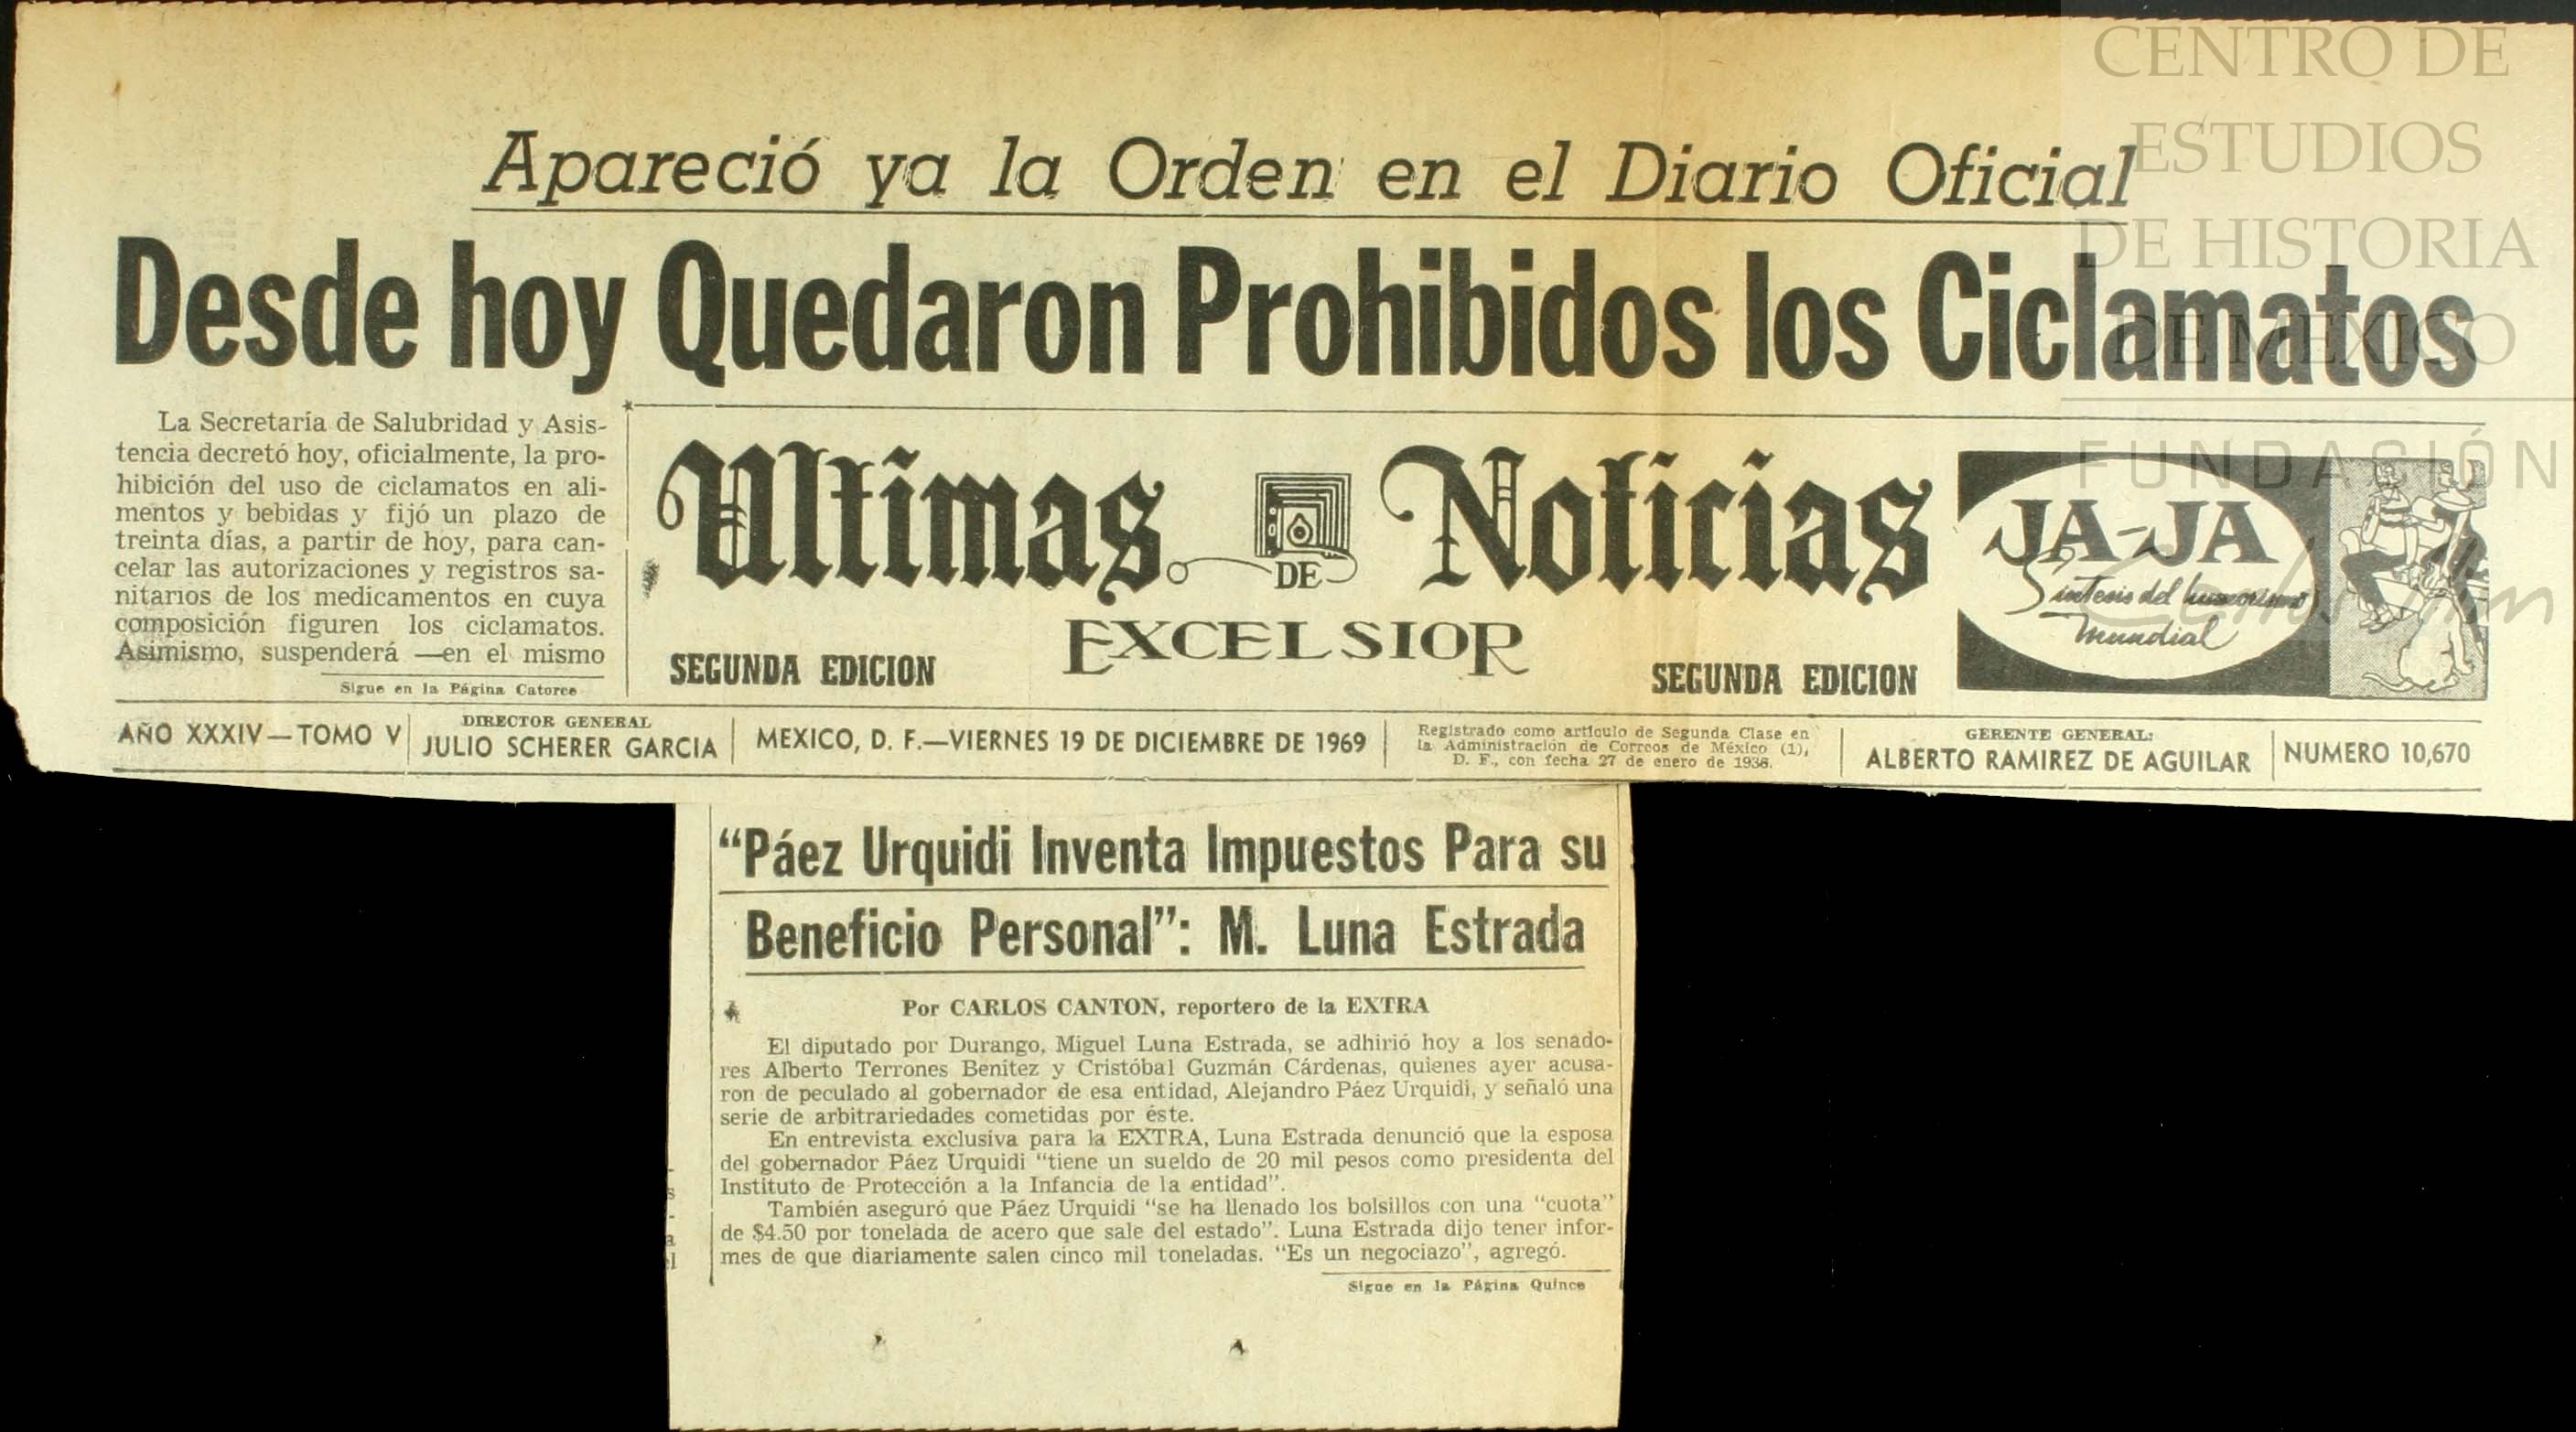 Apareció ya la Orden en el Diario Oficial
Desde hoy Quedaron Prohibidos los Ciclamatos
La Secretaría de Salubridad y Asis-
tencia decretó hoy, oficialmente, la pro-
hibición del uso de ciclamatos en ali-
mentos y bebidas y fijó un plazo de
treinta días, a partir de hoy, para can-
celar las autorizaciones y registros sa-
nitarios de los medicamentos en cuya
composición figuren los ciclamatos.
Asimismo, suspenderá —en el mismo
Sigue en la Página Catorce
Ultimas DE Noticias
EXCELSIOR
SEGUNDA EDICION
SEGUNDA EDICION
JA-JA
Síntesis del humorismo
Mundial
AÑO XXXIV—TOMO V
DIRECTOR GENERAL
JULIO SCHERER GARCIA
MEXICO, D. F.—VIERNES 19 DE DICIEMBRE DE 1969
Registrado como artículo de Segunda Clase en
la Administración de Correos de México (1),
D. F., con fecha 27 de enero de 1936.
GERENTE GENERAL:
ALBERTO RAMIREZ DE AGUILAR
NUMERO 10,670
“Páez Urquidi Inventa Impuestos Para su
Beneficio Personal”: M. Luna Estrada
Por CARLOS CANTON, reportero de la EXTRA
El diputado por Durango, Miguel Luna Estrada, se adhirió hoy a los senado-
res Alberto Terrones Benítez y Cristóbal Guzmán Cárdenas, quienes ayer acusa-
ron de peculado al gobernador de esa entidad, Alejandro Páez Urquidi, y señaló una
serie de arbitrariedades cometidas por éste.
En entrevista exclusiva para la EXTRA, Luna Estrada denunció que la esposa
del gobernador Páez Urquidi “tiene un sueldo de 20 mil pesos como presidenta del
Instituto de Protección a la Infancia de la entidad”.
También aseguró que Páez Urquidi “se ha llenado los bolsillos con una “cuota”
de $4.50 por tonelada de acero que sale del estado”. Luna Estrada dijo tener infor-
mes de que diariamente salen cinco mil toneladas. “Es un negociazo”, agregó.
Sigue en la Página Quince
CENTRO DE
ESTUDIOS
DE HISTORIA
DE MEXICO
FUNDACIÓN
Carlos Slim